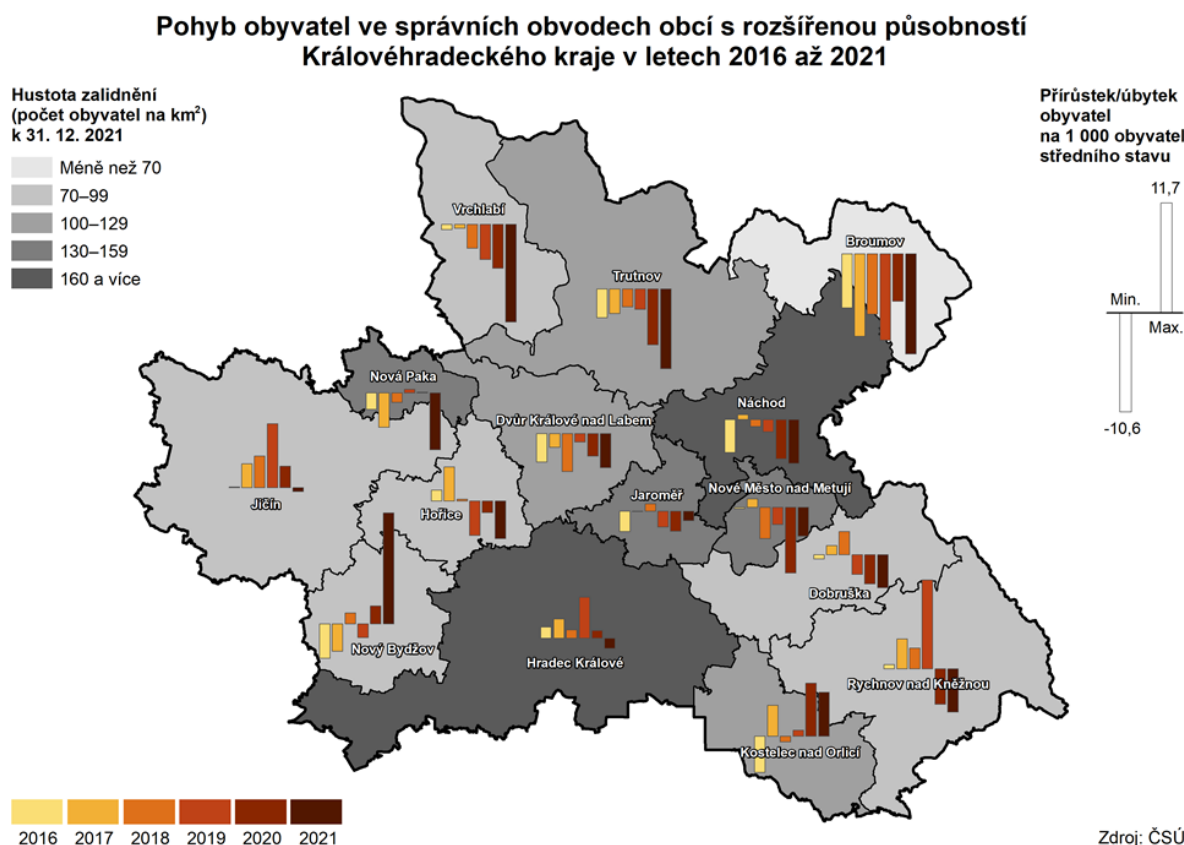 Pohyb obyvatel ve správních obvodech obcí s rozšířenou působností
Královéhradeckého kraje v letech 2016 až 2021
Hustota zalidnění
(počet obyvatel na km²)
k 31. 12. 2021
Méně než 70
70–99
100–129
130–159
160 a více
Přírůstek/úbytek
obyvatel
na 1 000 obyvatel
středního stavu
11,7
Min.
Max.
-10,6
Vrchlabí
Broumov
Trutnov
Nová Paka
Náchod
Dvůr Králové nad Labem
Nové Město nad Metují
Jaroměř
Jičín
Hořice
Dobruška
Nový Bydžov
Hradec Králové
Rychnov nad Kněžnou
Kostelec nad Orlicí
2016 2017 2018 2019 2020 2021
Zdroj: ČSÚ